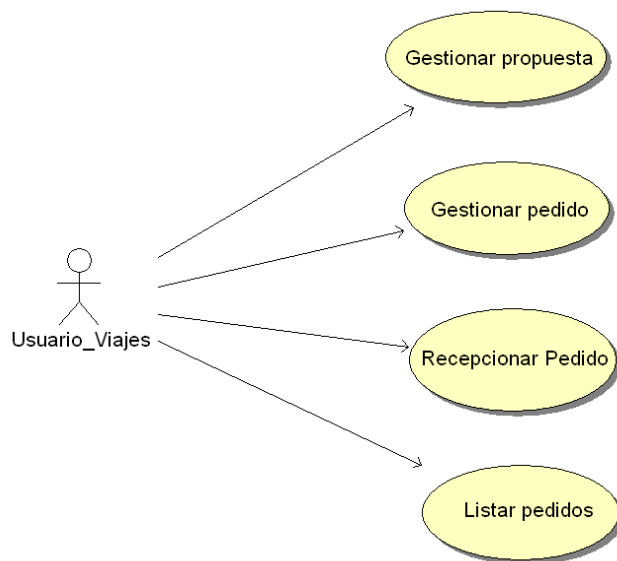 Gestionar propuesta
Gestionar pedido
Usuario_Viajes
Recepcionar Pedido
Listar pedidos